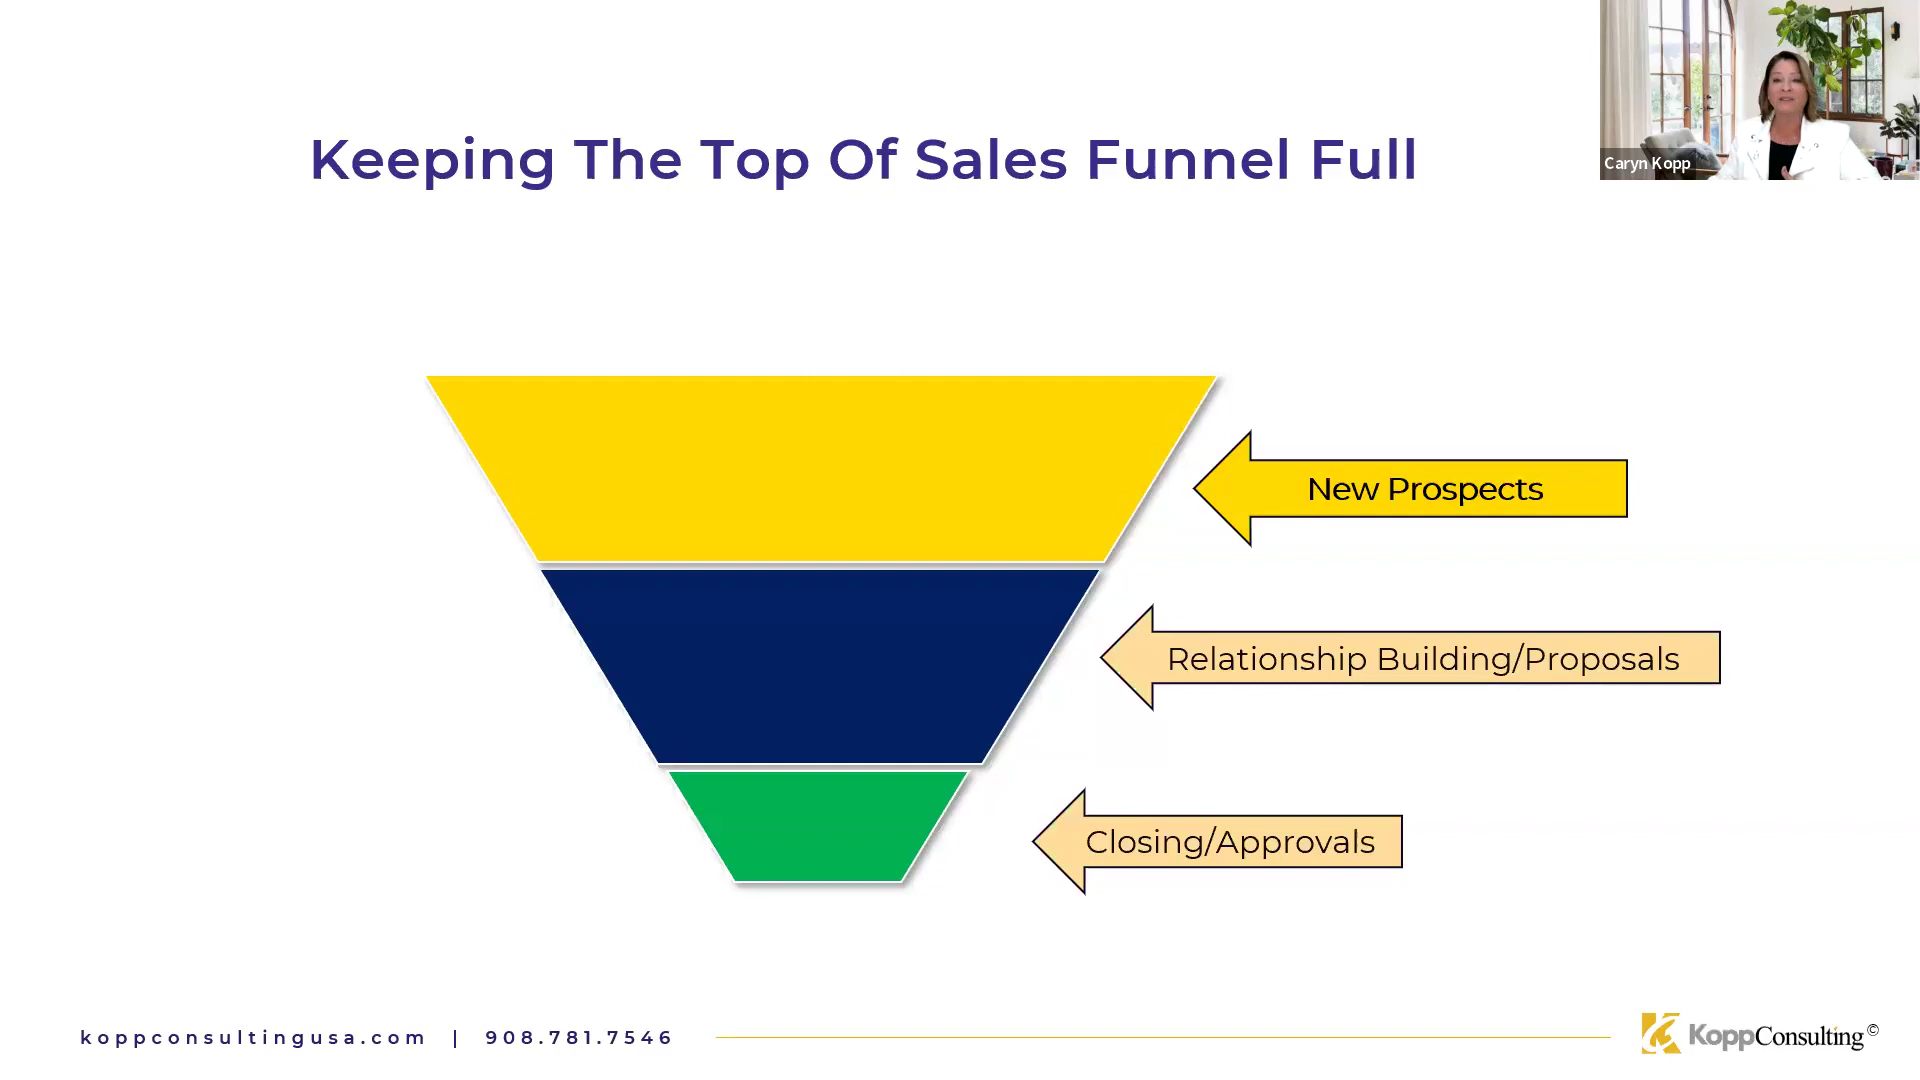 Keeping The Top Of Sales Funnel Full
Caryn Kopp
New Prospects
Relationship Building/Proposals
Closing/Approvals
koppconsultingusa.com | 908.781.7546
KoppConsulting©